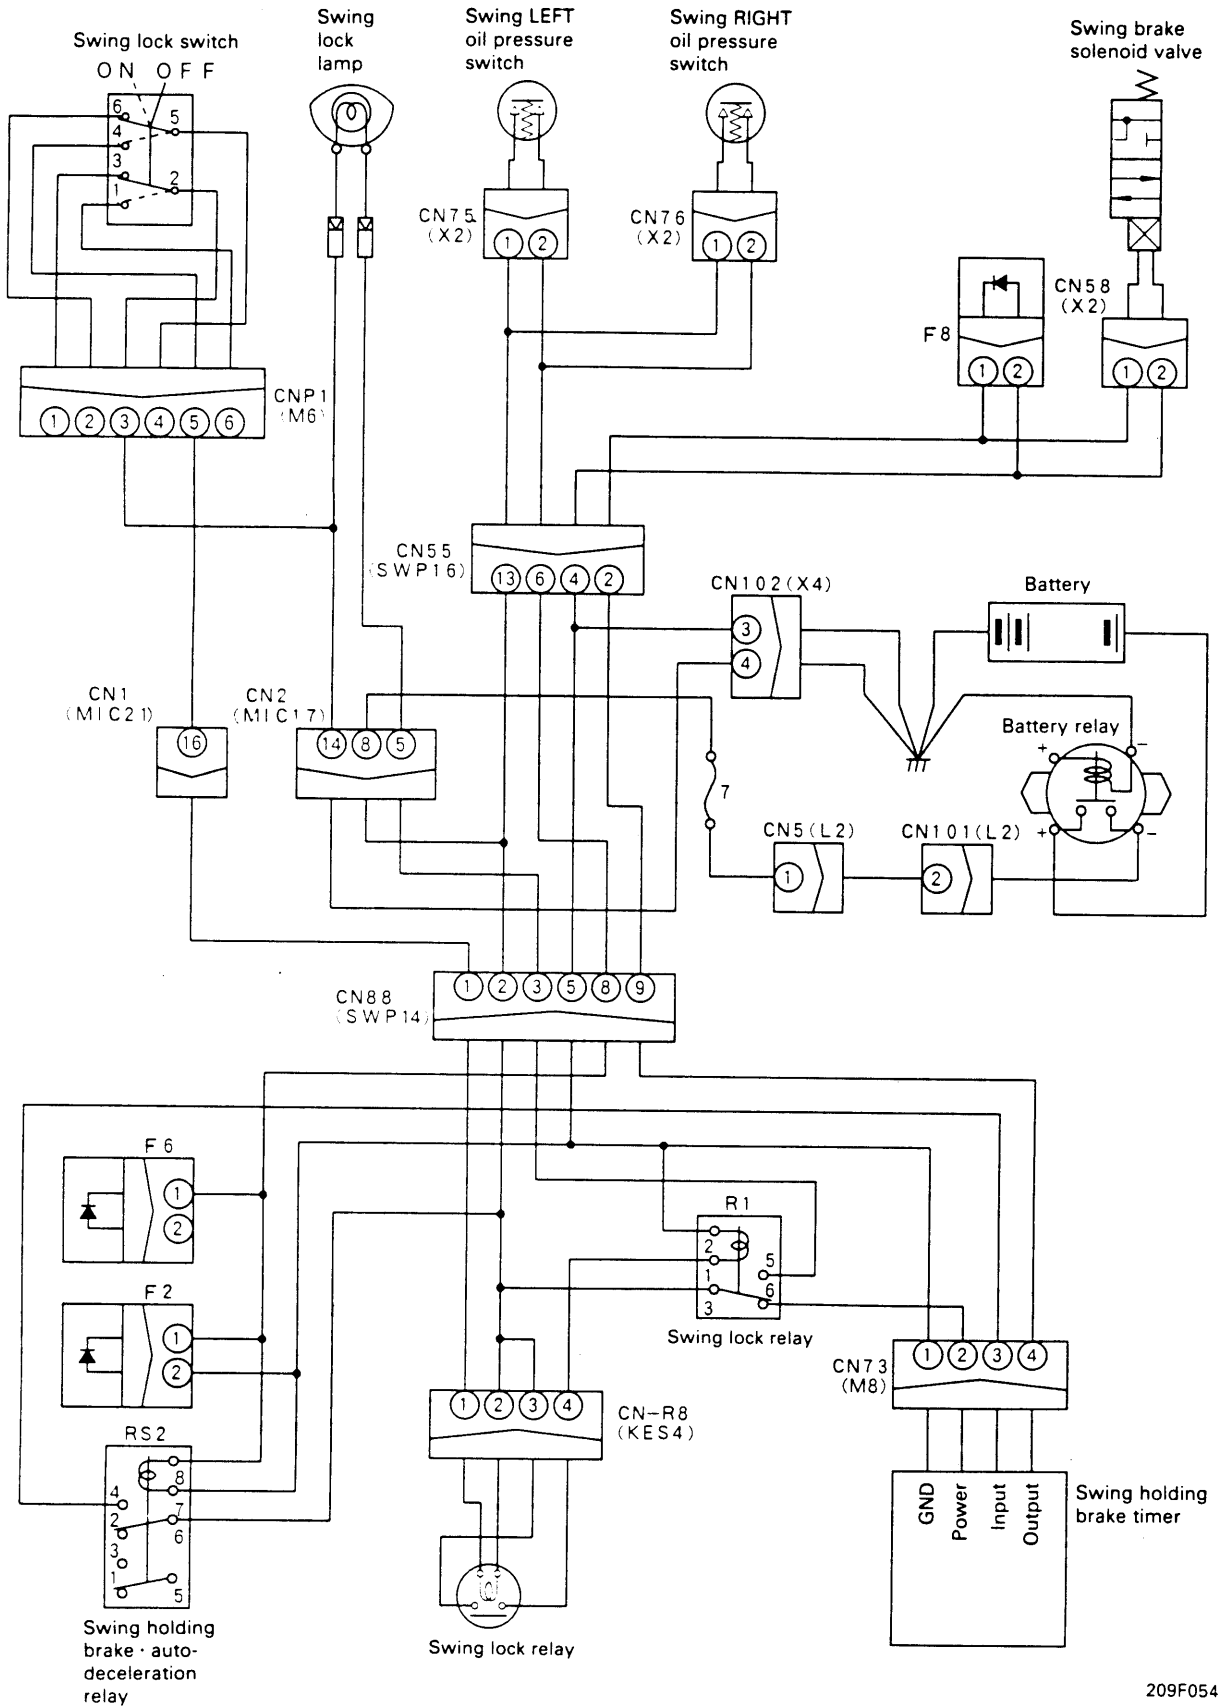 Swing lock switch
ON OFF
6
5
4
3
2
1
Swing
lock
lamp
Swing LEFT
oil pressure
switch
Swing RIGHT
oil pressure
switch
Swing brake
solenoid valve
CN75
(X2)
1 2
CN76
(X2)
1 2
F8
1 2
CN58
(X2)
1 2
CNP1
(M6)
1 2 3 4 5 6
CN55
(SWP16)
13 6 4 2
CN102(X4)
3
4
Battery
CN1
(MIC21)
16
CN2
(MIC17)
14 8 5
Battery relay
+ −
+ −
7
CN5(L2)
1
CN101(L2)
2
CN88
(SWP14)
1 2 3 5 8 9
F6
1
2
R1
2
5
1
6
3
Swing lock relay
F2
1
2
CN73
(M8)
1 2 3 4
CN-R8
(KES4)
1 2 3 4
RS2
8
4
7
2
6
3
1
5
GND
Power
Input
Output
Swing holding
brake timer
Swing holding
brake · auto-
deceleration
relay
Swing lock relay
209F054